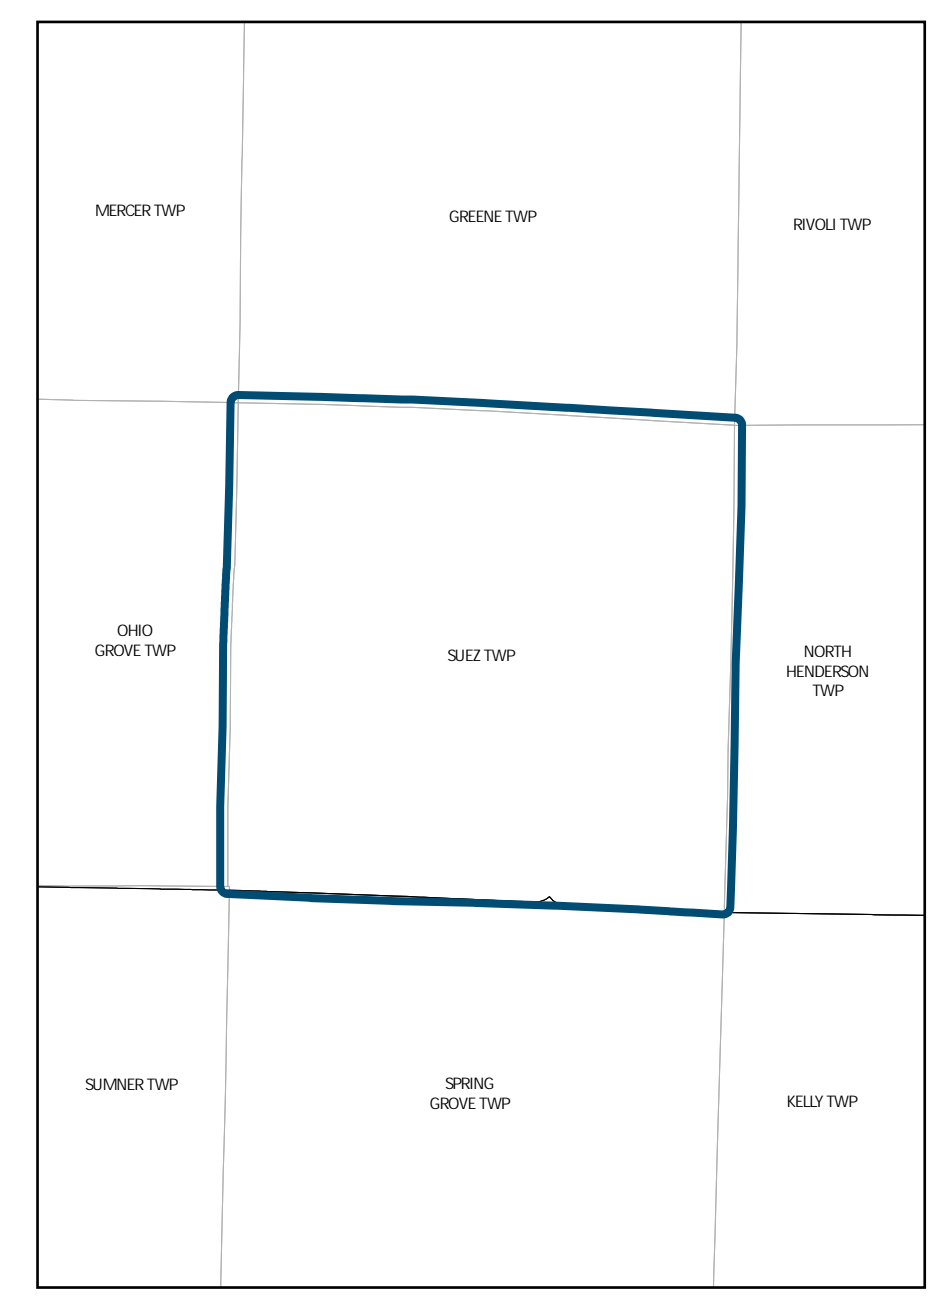 MERCER TWP
GREENE TWP
RIVOLI TWP
OHIO
GROVE TWP
SUEZ TWP
NORTH
HENDERSON
TWP
SUMNER TWP
SPRING
GROVE TWP
KELLY TWP